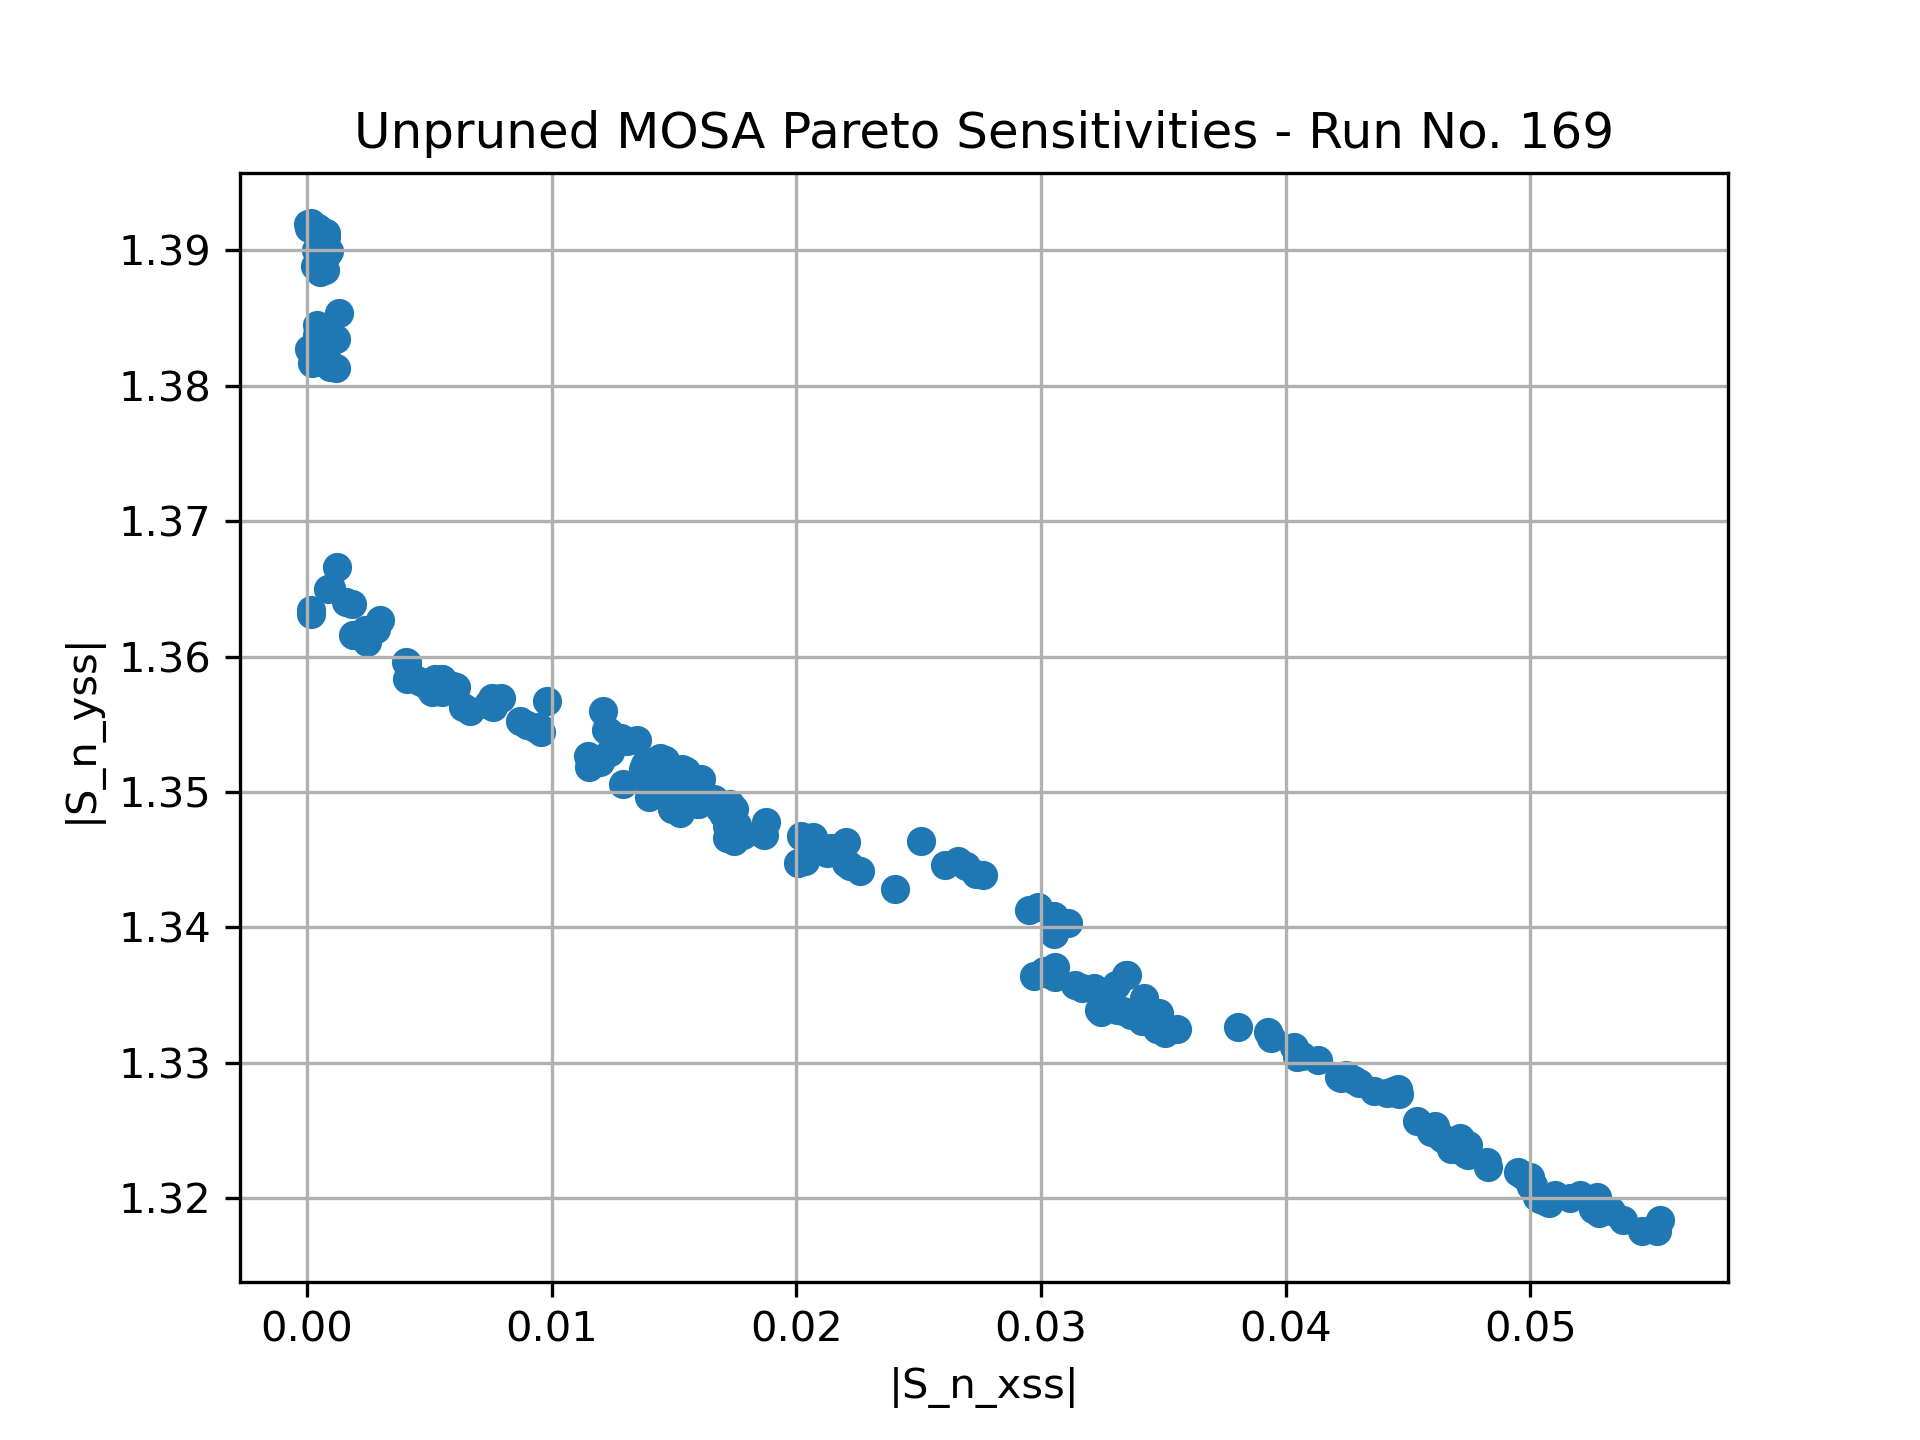 Unpruned MOSA Pareto Sensitivities - Run No. 169
1.39
1.38
1.37
1.36
1.35
1.34
1.33
1.32
|S_n_yss|
0.00 0.01 0.02 0.03 0.04 0.05
|S_n_xss|